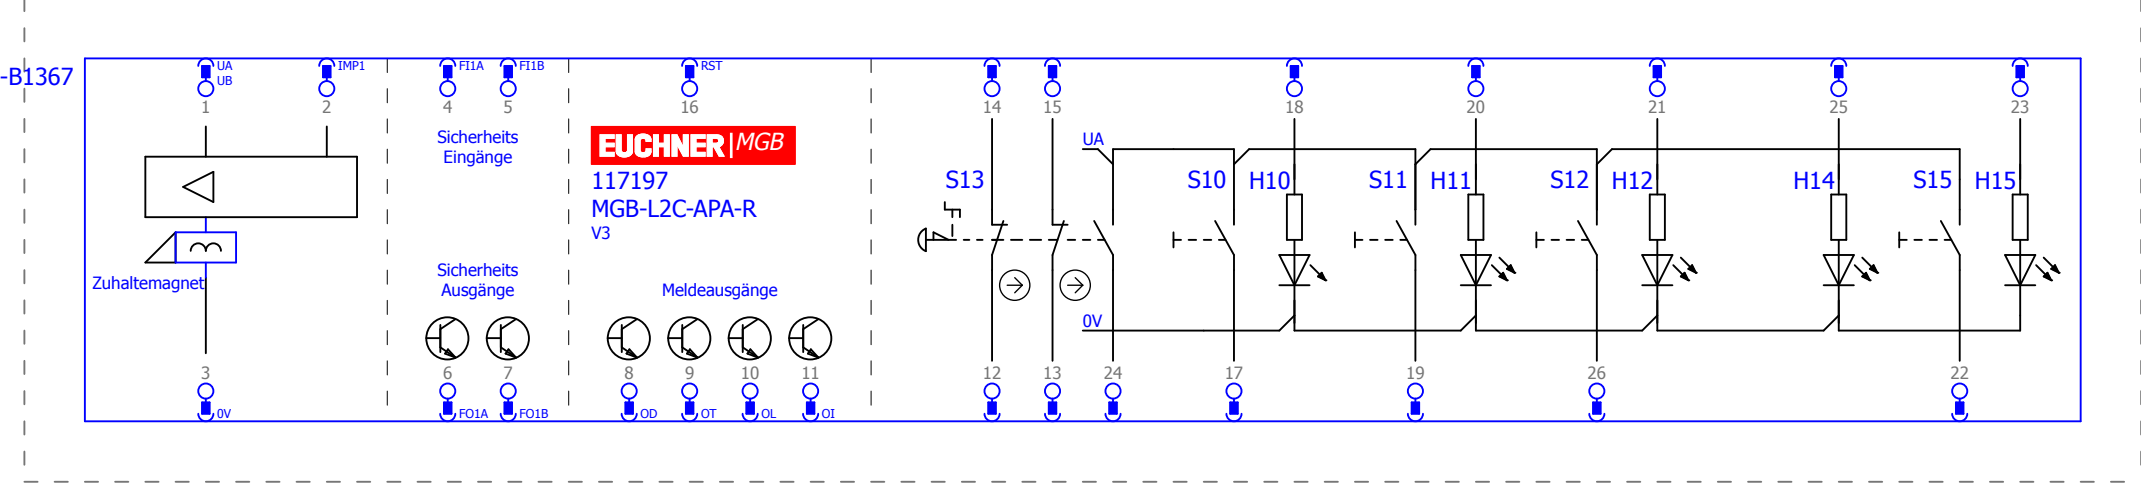 -B1367
UA
UB
IMP1
FI1A
FI1B
RST
1
2
4
5
16
14
15
18
20
21
25
23
Sicherheits
Eingänge
EUCHNER|MGB
117197
MGB-L2C-APA-R
V3
UA
S13
S10
H10
S11
H11
S12
H12
H14
S15
H15
Zuhaltemagnet
Sicherheits
Ausgänge
Meldeausgänge
0V
3
6
7
8
9
10
11
12
13
24
17
19
26
22
0V
FO1A
FO1B
OD
OT
OL
OI